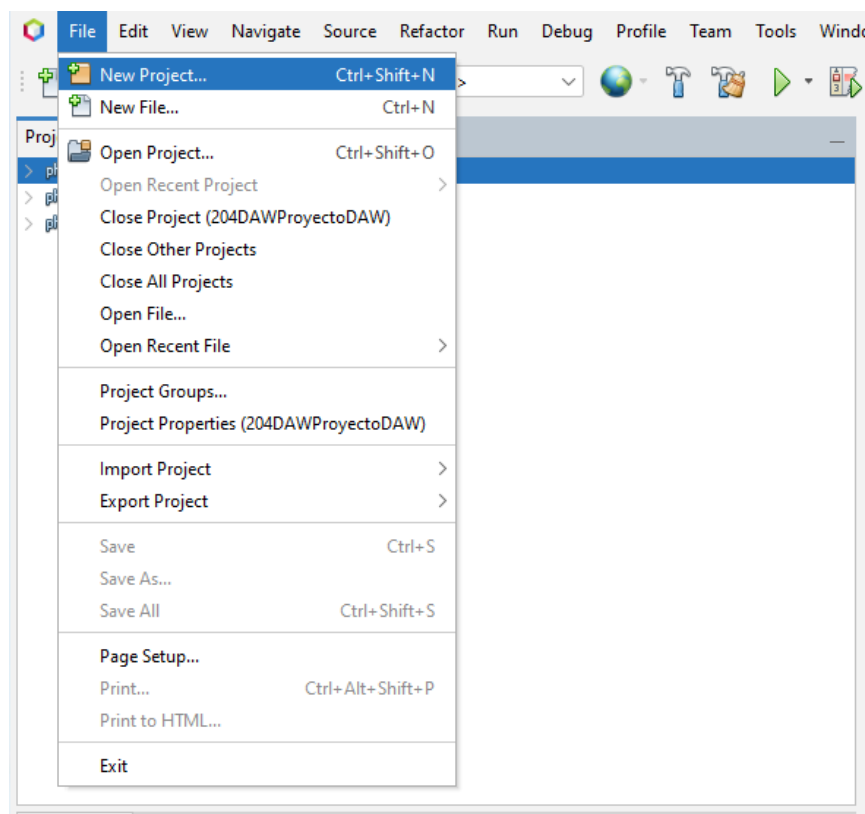 File Edit View Navigate Source Refactor Run Debug Profile Team Tools
New Project... Ctrl+Shift+N
New File... Ctrl+N
Open Project... Ctrl+Shift+O
Open Recent Project
Close Project (204DAWProyectoDAW)
Close Other Projects
Close All Projects
Open File...
Open Recent File
Project Groups...
Project Properties (204DAWProyectoDAW)
Import Project
Export Project
Save Ctrl+S
Save As...
Save All Ctrl+Shift+S
Page Setup...
Print... Ctrl+Alt+Shift+P
Print to HTML...
Exit